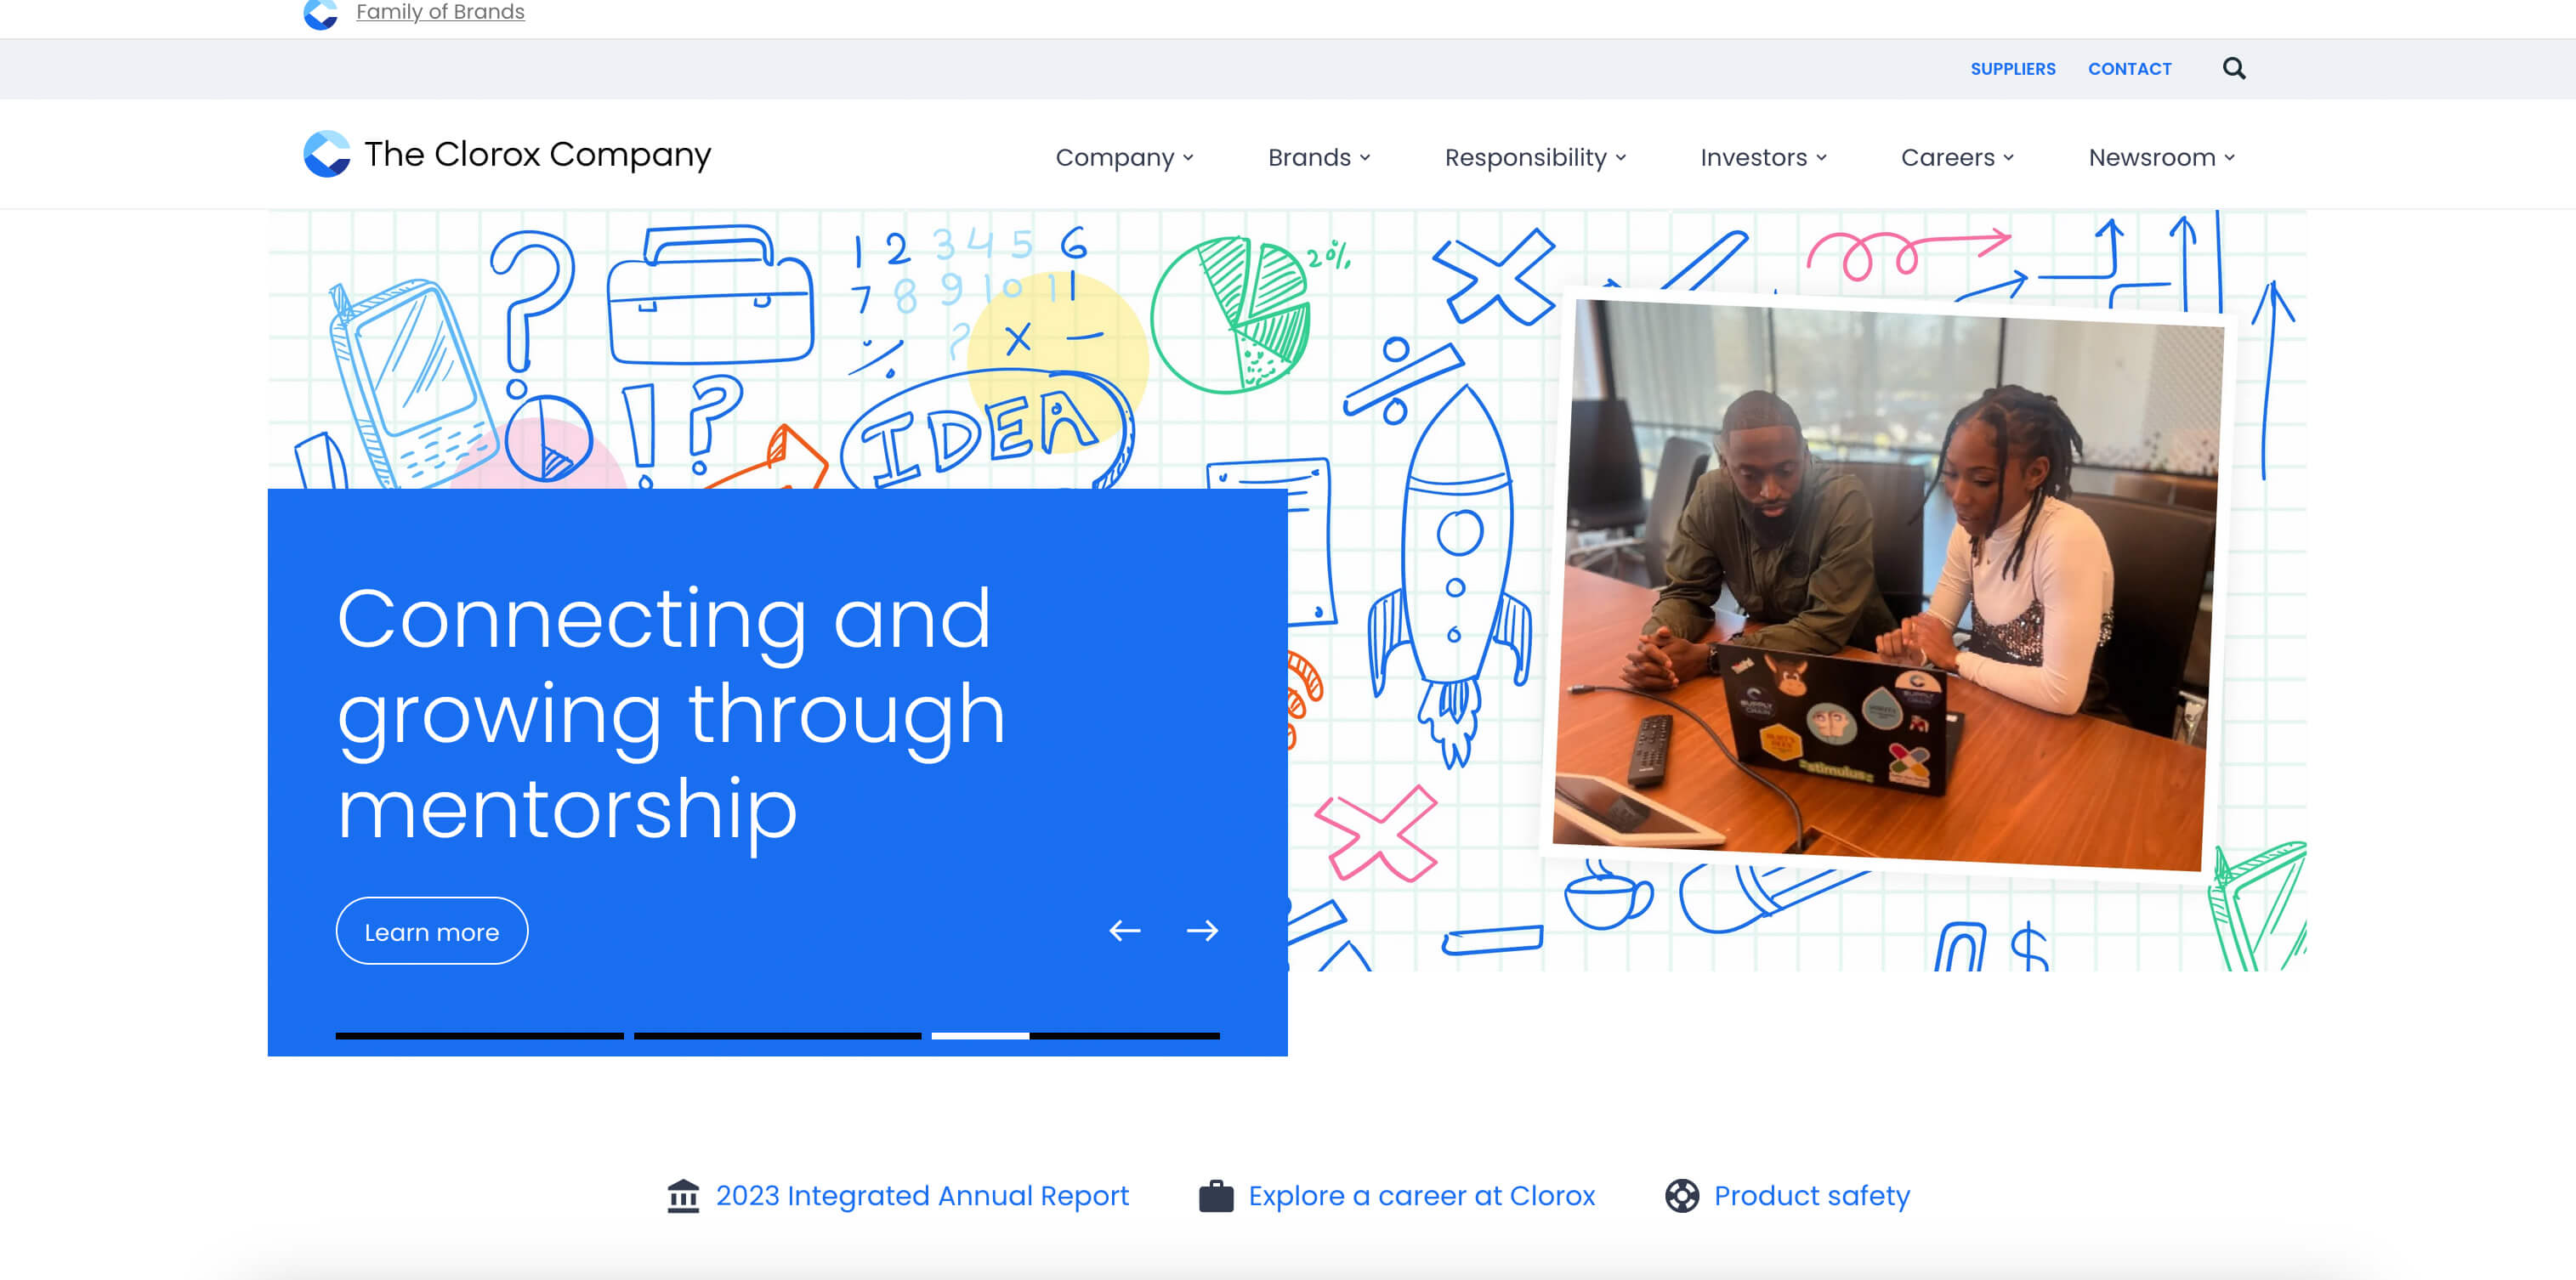 Family of Brands
SUPPLIERS CONTACT
The Clorox Company
Company Brands Responsibility Investors Careers Newsroom
1 2 3 4 5 6
7 8 9 10 11
2%
? x −
! ?
IDEA
Connecting and
growing through
mentorship
Learn more
$
#stimulus
2023 Integrated Annual Report
Explore a career at Clorox
Product safety